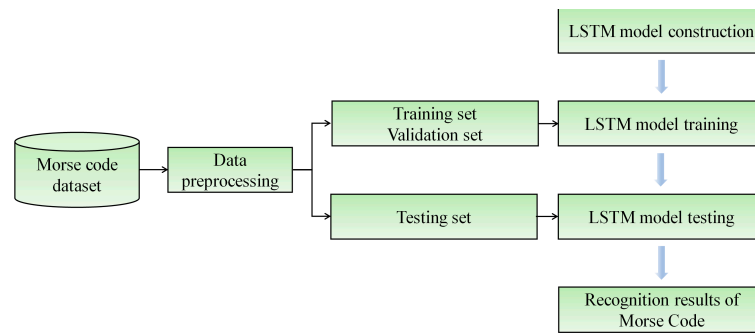 LSTM model construction
Training set
Validation set
LSTM model training
Morse code
dataset
Data
preprocessing
Testing set
LSTM model testing
Recognition results of
Morse Code